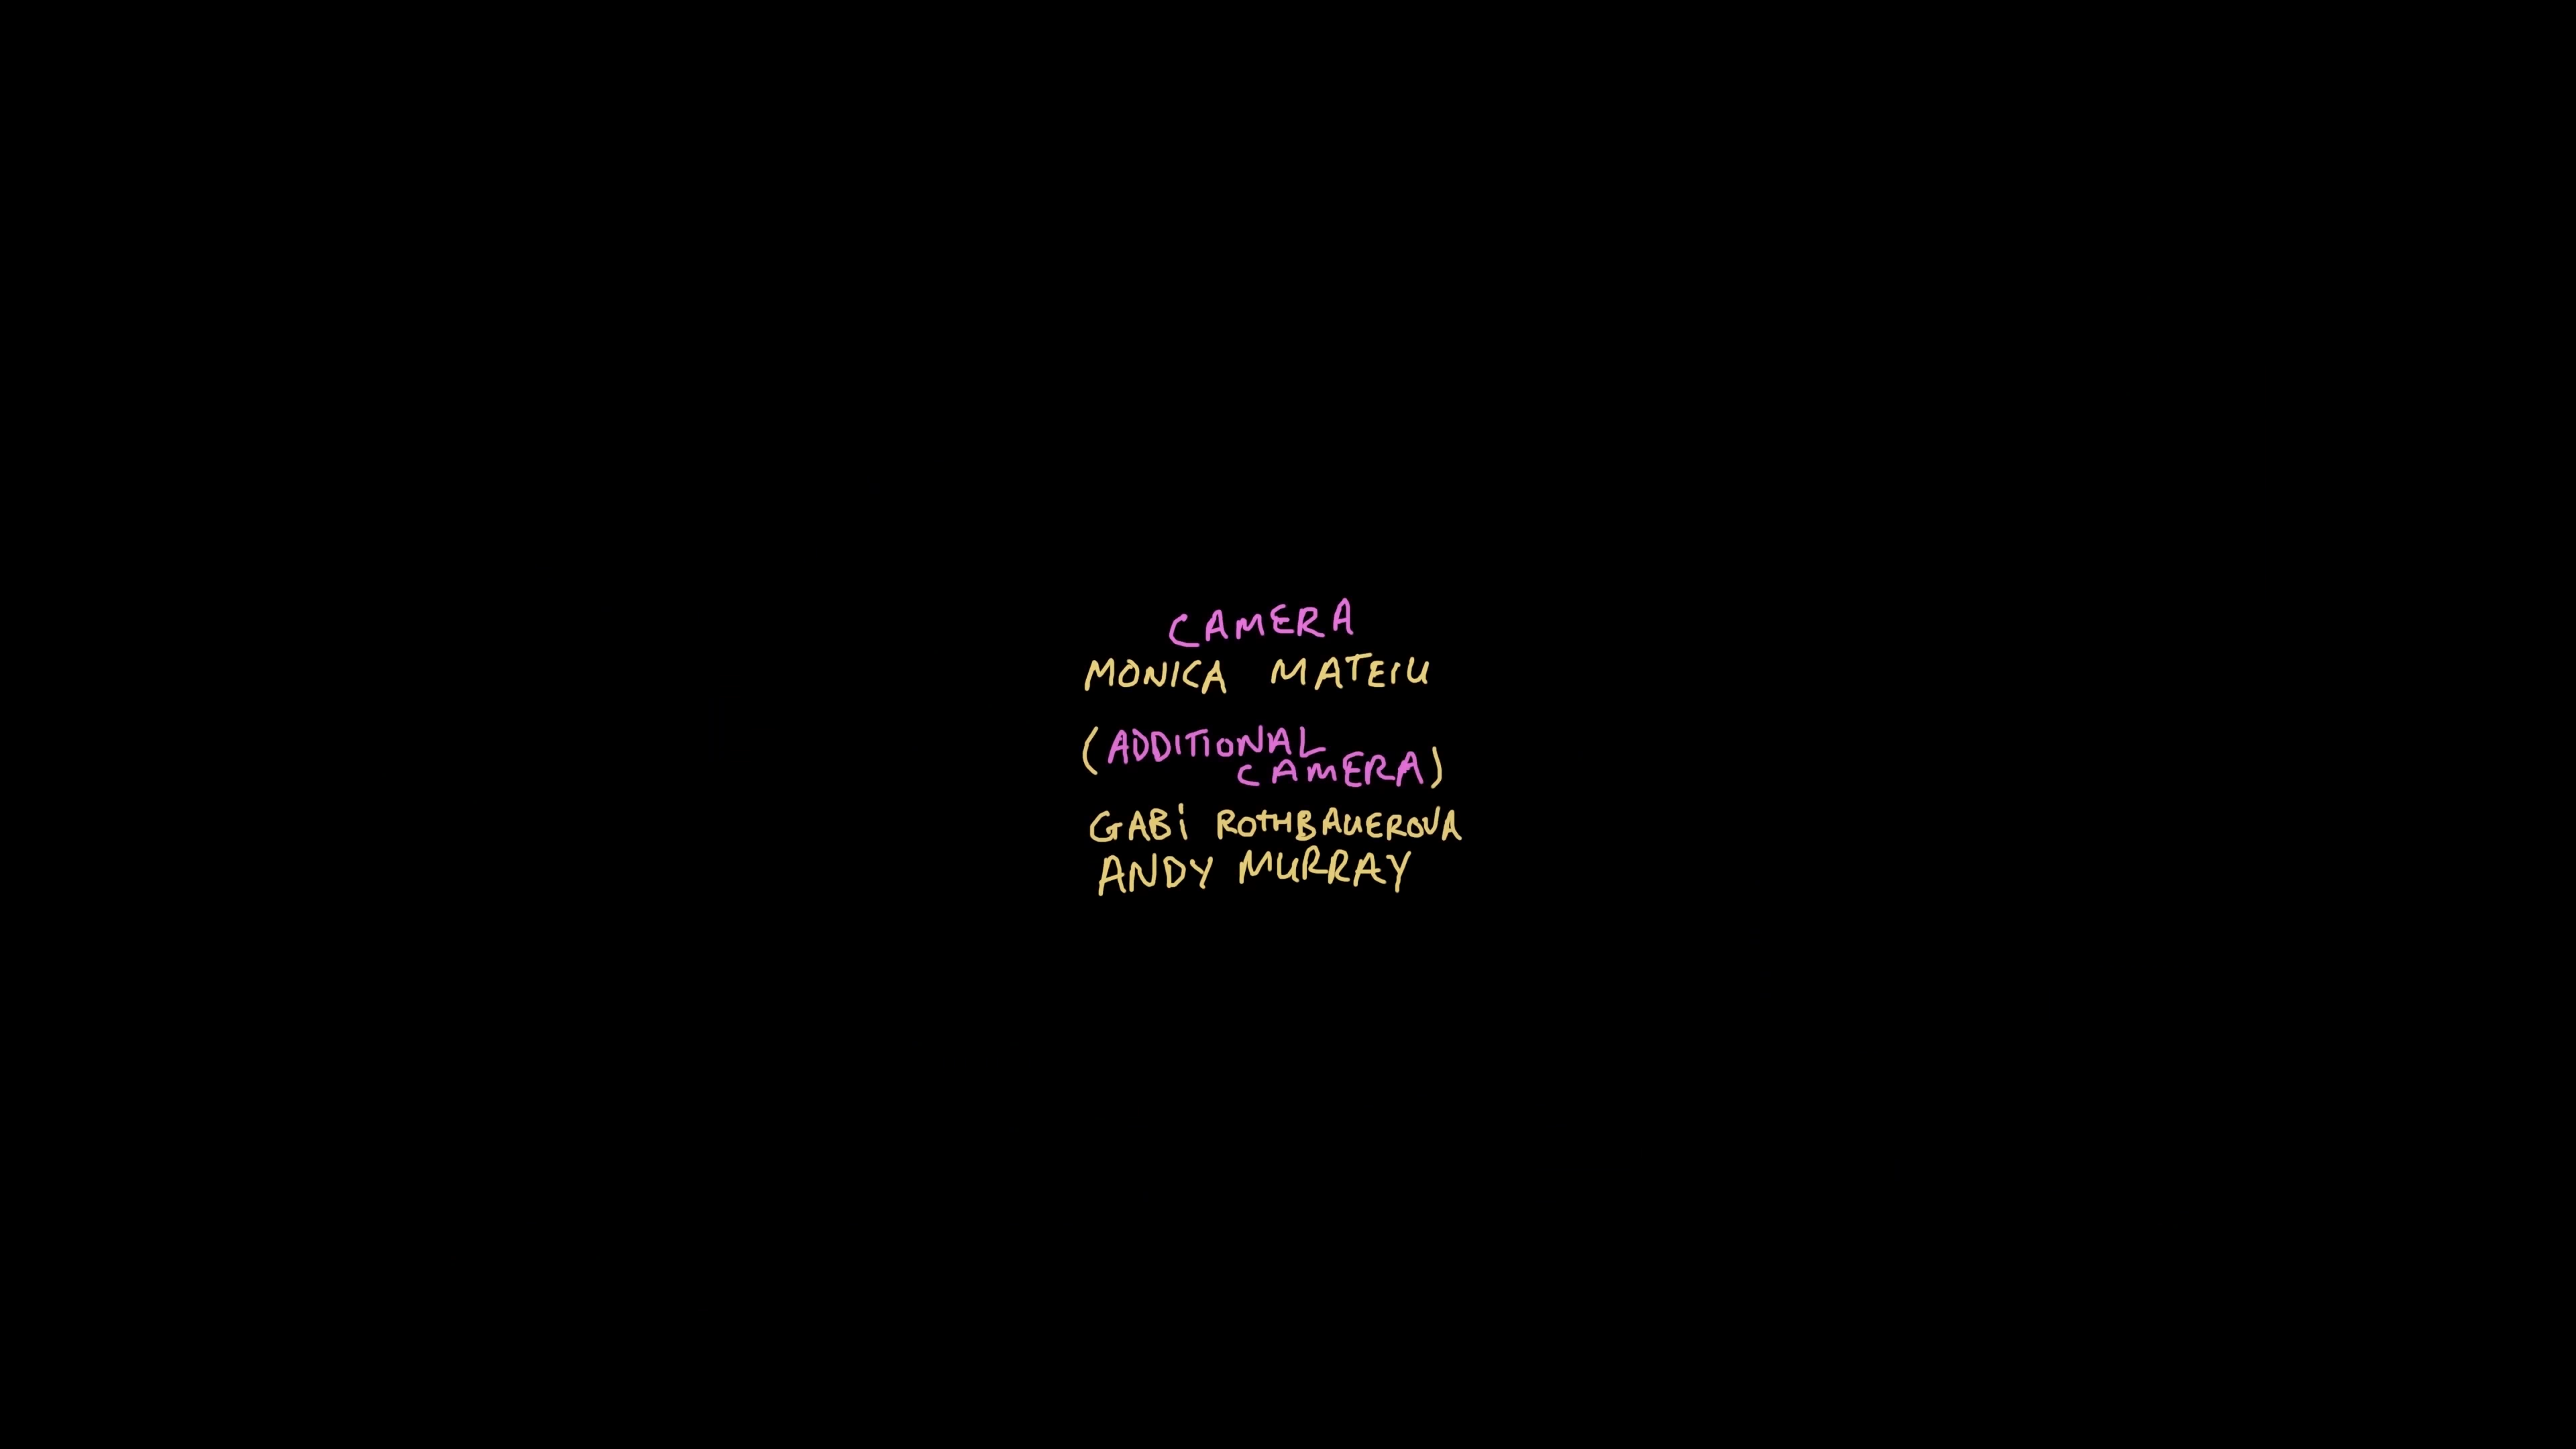 CAMERA
MONICA MATEIU
(ADDITIONAL
CAMERA)
GABi ROTHBAUEROVA
ANDY MURRAY